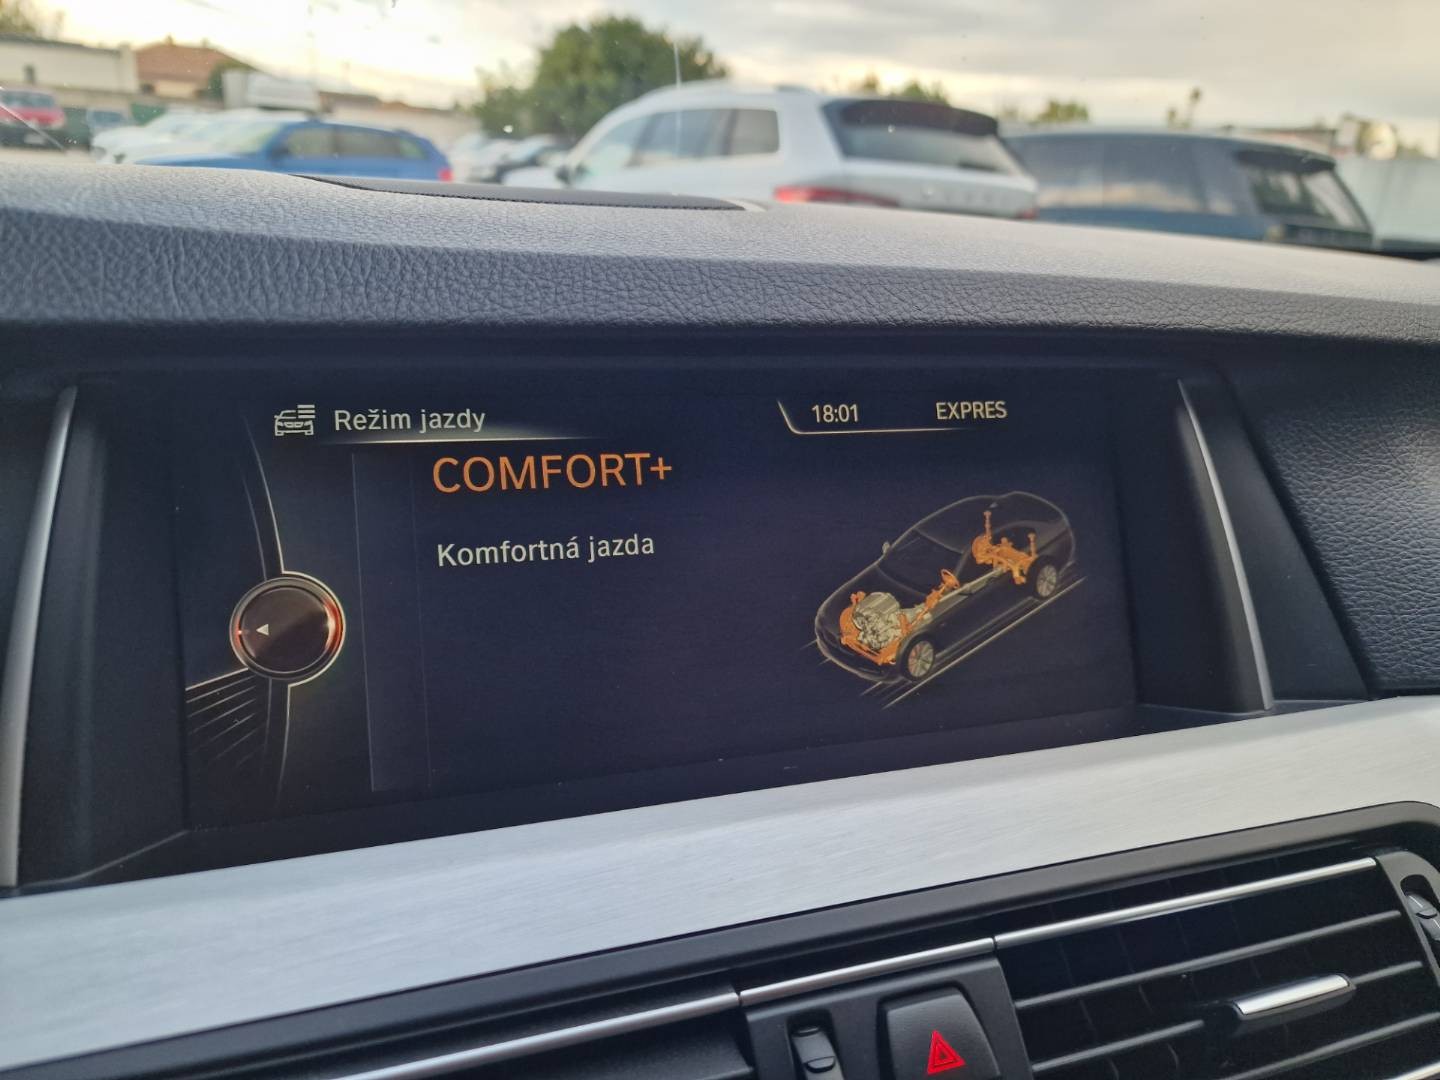 Režim jazdy
18:01 EXPRES
COMFORT+
Komfortná jazda